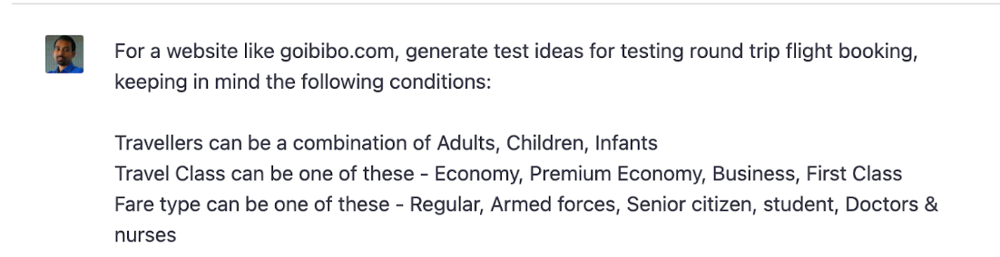 For a website like goibibo.com, generate test ideas for testing round trip flight booking,
keeping in mind the following conditions:
Travellers can be a combination of Adults, Children, Infants
Travel Class can be one of these - Economy, Premium Economy, Business, First Class
Fare type can be one of these - Regular, Armed forces, Senior citizen, student, Doctors &
nurses